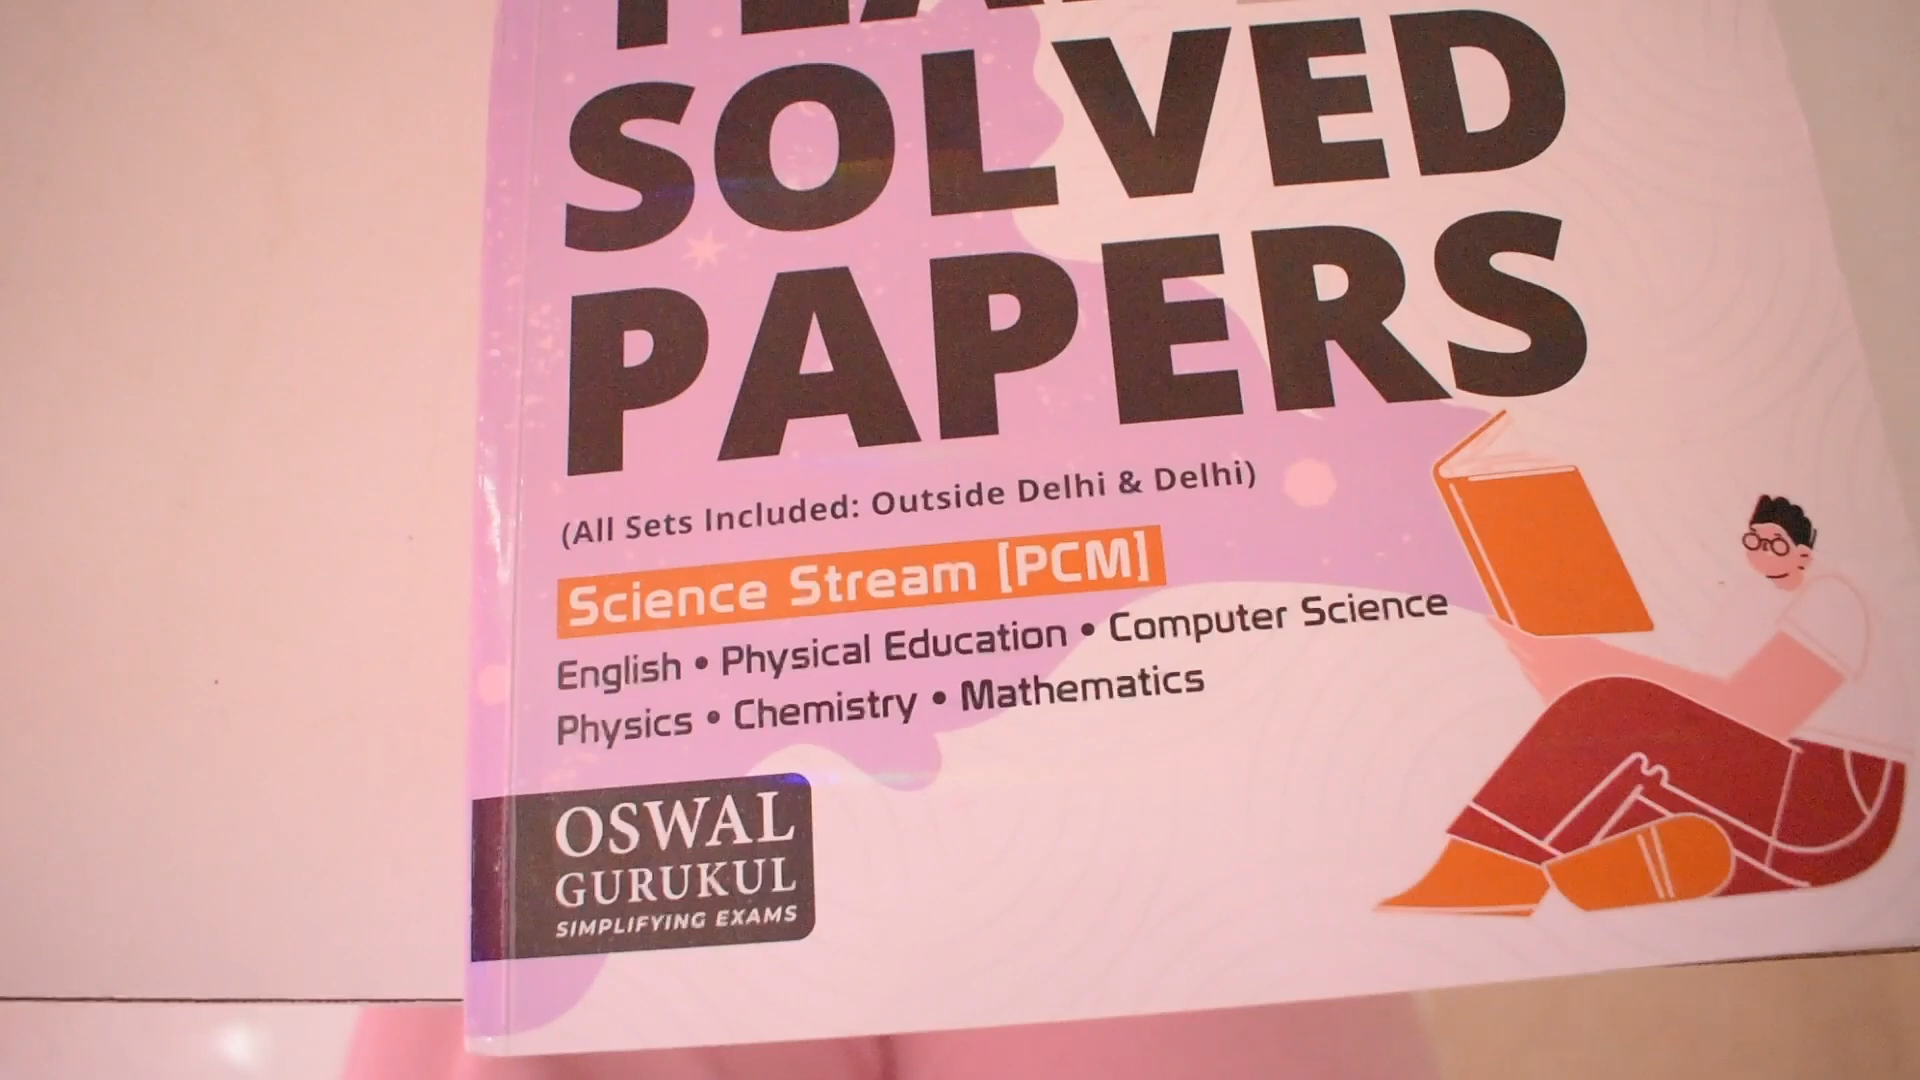 SOLVED
PAPERS
(All Sets Included: Outside Delhi & Delhi)
Science Stream [PCM]
English • Physical Education • Computer Science
Physics • Chemistry • Mathematics
OSWAL
GURUKUL
SIMPLIFYING EXAMS